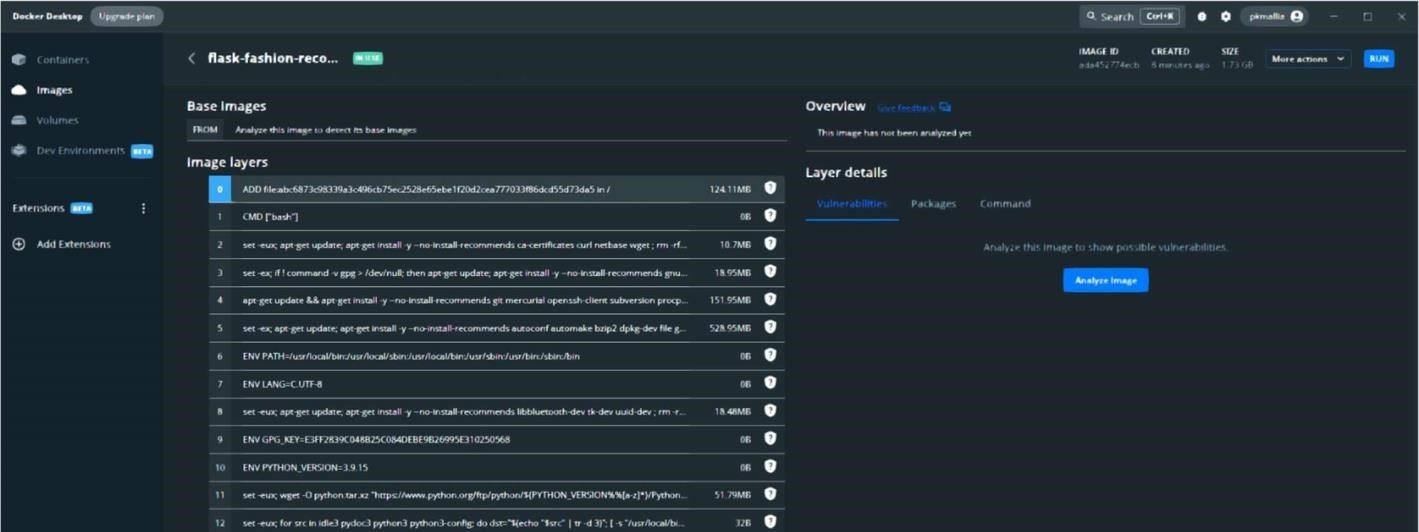 Docker Desktop Upgrade plan Search Ctrl+K pkmallis
Containers
Images
Volumes
Dev Environments BETA
Extensions BETA
Add Extensions
flask-fashion-reco... IN USE
IMAGE ID CREATED SIZE
ada452774ecb 8 minutes ago 1.73 GB
More actions RUN
Base images
FROM Analyze this image to detect its base images
Image layers
0 ADD file:abc6873c98339a3c496cb75ec2528e65ebe1f20d2cea777033f86dcd55d73da5 in / 124.11MB
1 CMD ["bash"] 0B
2 set -eux; apt-get update; apt-get install -y --no-install-recommends ca-certificates curl netbase wget ; rm -rf... 10.7MB
3 set -ex; if ! command -v gpg > /dev/null; then apt-get update; apt-get install -y --no-install-recommends gnu... 18.95MB
4 apt-get update && apt-get install -y --no-install-recommends git mercurial openssh-client subversion procp... 151.95MB
5 set -ex; apt-get update; apt-get install -y --no-install-recommends autoconf automake bzip2 dpkg-dev file g... 528.95MB
6 ENV PATH=/usr/local/bin:/usr/local/sbin:/usr/local/bin:/usr/sbin:/usr/bin:/sbin:/bin 0B
7 ENV LANG=C.UTF-8 0B
8 set -eux; apt-get update; apt-get install -y --no-install-recommends libbluetooth-dev tk-dev uuid-dev ; rm -r... 18.48MB
9 ENV GPG_KEY=E3FF2839C048B25C084DEBE9B26995E310250568 0B
10 ENV PYTHON_VERSION=3.9.15 0B
11 set -eux; wget -O python.tar.xz "https://www.python.org/ftp/python/${PYTHON_VERSION%%[a-z]*}/Python... 51.79MB
12 set -eux; for src in idle3 pydoc3 python3 python3-config; do dst="$(echo "$src" | tr -d 3)"; [ -s "/usr/local/bi... 32B
Overview Give feedback
This image has not been analyzed yet
Layer details
Vulnerabilities Packages Command
Analyze this image to show possible vulnerabilities.
Analyze image